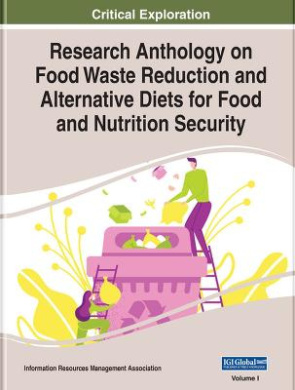 Critical Exploration
Research Anthology on
Food Waste Reduction and
Alternative Diets for Food
and Nutrition Security
Information Resources Management Association
IGI Global
Volume I